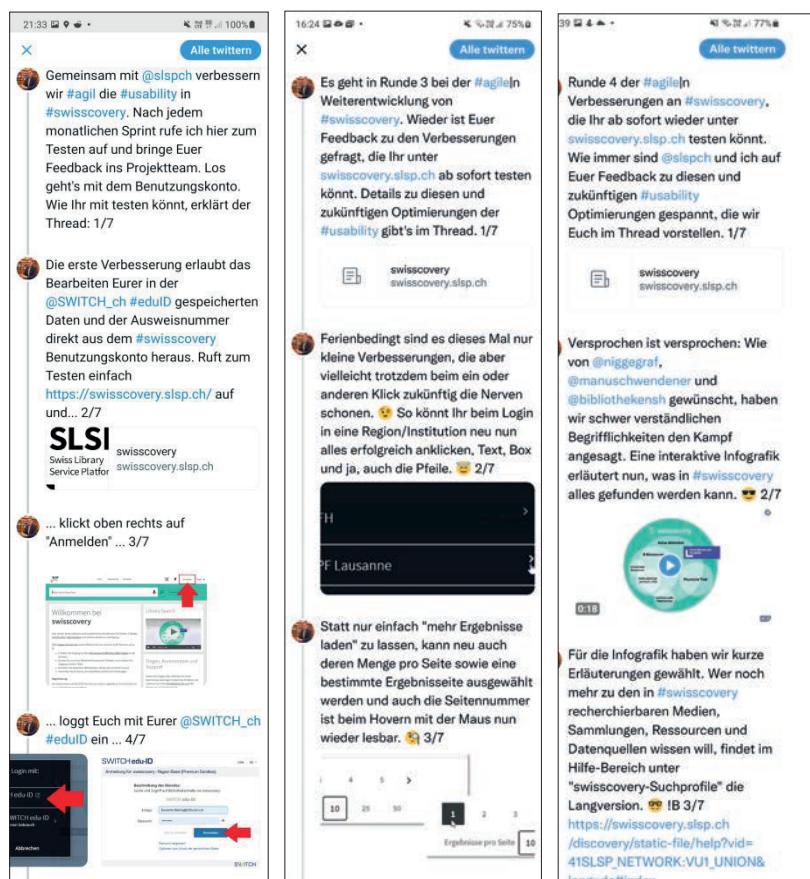 21:33
100%
Alle twittern
Gemeinsam mit @slspch verbessern
wir #agil die #usability in
#swisscovery. Nach jedem
monatlichen Sprint rufe ich hier zum
Testen auf und bringe Euer
Feedback ins Projektteam. Los
geht's mit dem Benutzungskonto.
Wie Ihr mit testen könnt, erklärt der
Thread: 1/7
Die erste Verbesserung erlaubt das
Bearbeiten Eurer in der
@SWITCH_ch #eduID gespeicherten
Daten und der Ausweisnummer
direkt aus dem #swisscovery
Benutzungskonto heraus. Ruft zum
Testen einfach
https://swisscovery.slsp.ch/ auf
und... 2/7
SLSI
Swiss Library
Service Platfor
swisscovery
swisscovery.slsp.ch
... klickt oben rechts auf
"Anmelden" ... 3/7
Willkommen bei
swisscovery
... loggt Euch mit Eurer @SWITCH_ch
#eduID ein ... 4/7
Login mit:
edu-ID
SWITCH edu-ID
Abbrechen
SWITCH edu-ID
SWITCH
16:24
75%
Alle twittern
Es geht in Runde 3 bei der #agile|n
Weiterentwicklung von
#swisscovery. Wieder ist Euer
Feedback zu den Verbesserungen
gefragt, die Ihr unter
swisscovery.slsp.ch ab sofort testen
könnt. Details zu diesen und
zukünftigen Optimierungen der
#usability gibt's im Thread. 1/7
swisscovery
swisscovery.slsp.ch
Ferienbedingt sind es dieses Mal nur
kleine Verbesserungen, die aber
vielleicht trotzdem beim ein oder
anderen Klick zukünftig die Nerven
schonen. 😉 So könnt Ihr beim Login
in eine Region/Institution neu nun
alles erfolgreich anklicken, Text, Box
und ja, auch die Pfeile. 😇 2/7
FH
PF Lausanne
Statt nur einfach "mehr Ergebnisse
laden" zu lassen, kann neu auch
deren Menge pro Seite sowie eine
bestimmte Ergebnisseite ausgewählt
werden und auch die Seitennummer
ist beim Hovern mit der Maus nun
wieder lesbar. 🧐 3/7
4 5 >
10 25 50
1 2 3
Ergebnisse pro Seite 10
39
77%
Alle twittern
Runde 4 der #agile|n
Verbesserungen an #swisscovery,
die Ihr ab sofort wieder unter
swisscovery.slsp.ch testen könnt.
Wie immer sind @slspch und ich auf
Euer Feedback zu diesen und
zukünftigen #usability
Optimierungen gespannt, die wir
Euch im Thread vorstellen. 1/7
swisscovery
swisscovery.slsp.ch
Versprochen ist versprochen: Wie
von @niggegraf,
@manuschwendener und
@bibliothekensh gewünscht, haben
wir schwer verständlichen
Begrifflichkeiten den Kampf
angesagt. Eine interaktive Infografik
erläutert nun, was in #swisscovery
alles gefunden werden kann. 😎 2/7
0:18
Für die Infografik haben wir kurze
Erläuterungen gewählt. Wer noch
mehr zu den in #swisscovery
recherchierbaren Medien,
Sammlungen, Ressourcen und
Datenquellen wissen will, findet im
Hilfe-Bereich unter
"swisscovery-Suchprofile" die
Langversion. 🤓 !B 3/7
https://swisscovery.slsp.ch
/discovery/static-file/help?vid=
41SLSP_NETWORK:VU1_UNION&